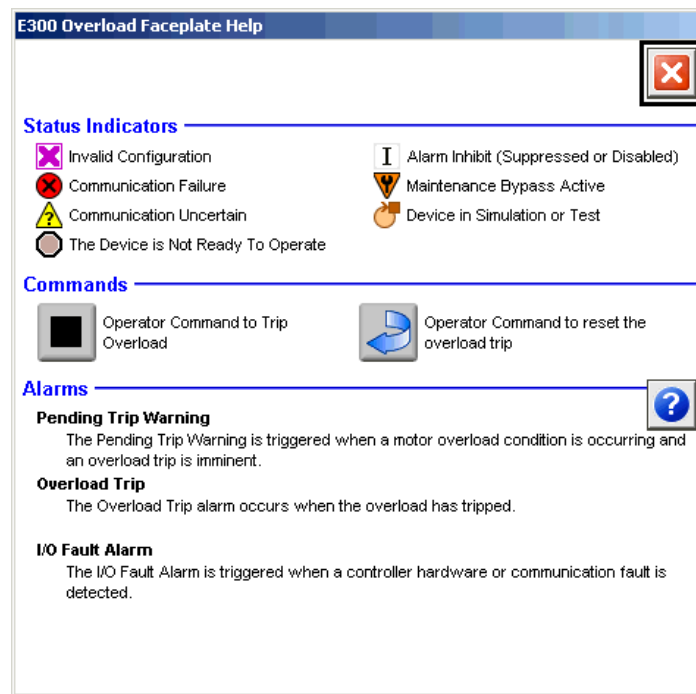 E300 Overload Faceplate Help
Status Indicators
Invalid Configuration
Communication Failure
Communication Uncertain
The Device is Not Ready To Operate
I
Alarm Inhibit (Suppressed or Disabled)
Maintenance Bypass Active
Device in Simulation or Test
Commands
Operator Command to Trip
Overload
Operator Command to reset the
overload trip
Alarms
?
Pending Trip Warning
The Pending Trip Warning is triggered when a motor overload condition is occurring and
an overload trip is imminent.
Overload Trip
The Overload Trip alarm occurs when the overload has tripped.
I/O Fault Alarm
The I/O Fault Alarm is triggered when a controller hardware or communication fault is
detected.